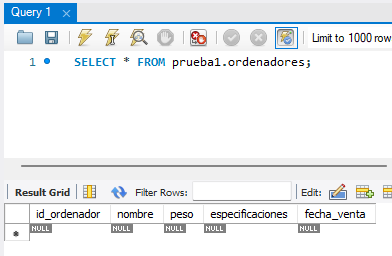 Query 1
Limit to 1000 row
1 SELECT * FROM prueba1.ordenadores;
Result Grid Filter Rows: Edit:
id_ordenador nombre peso especificaciones fecha_venta
NULL NULL NULL NULL NULL